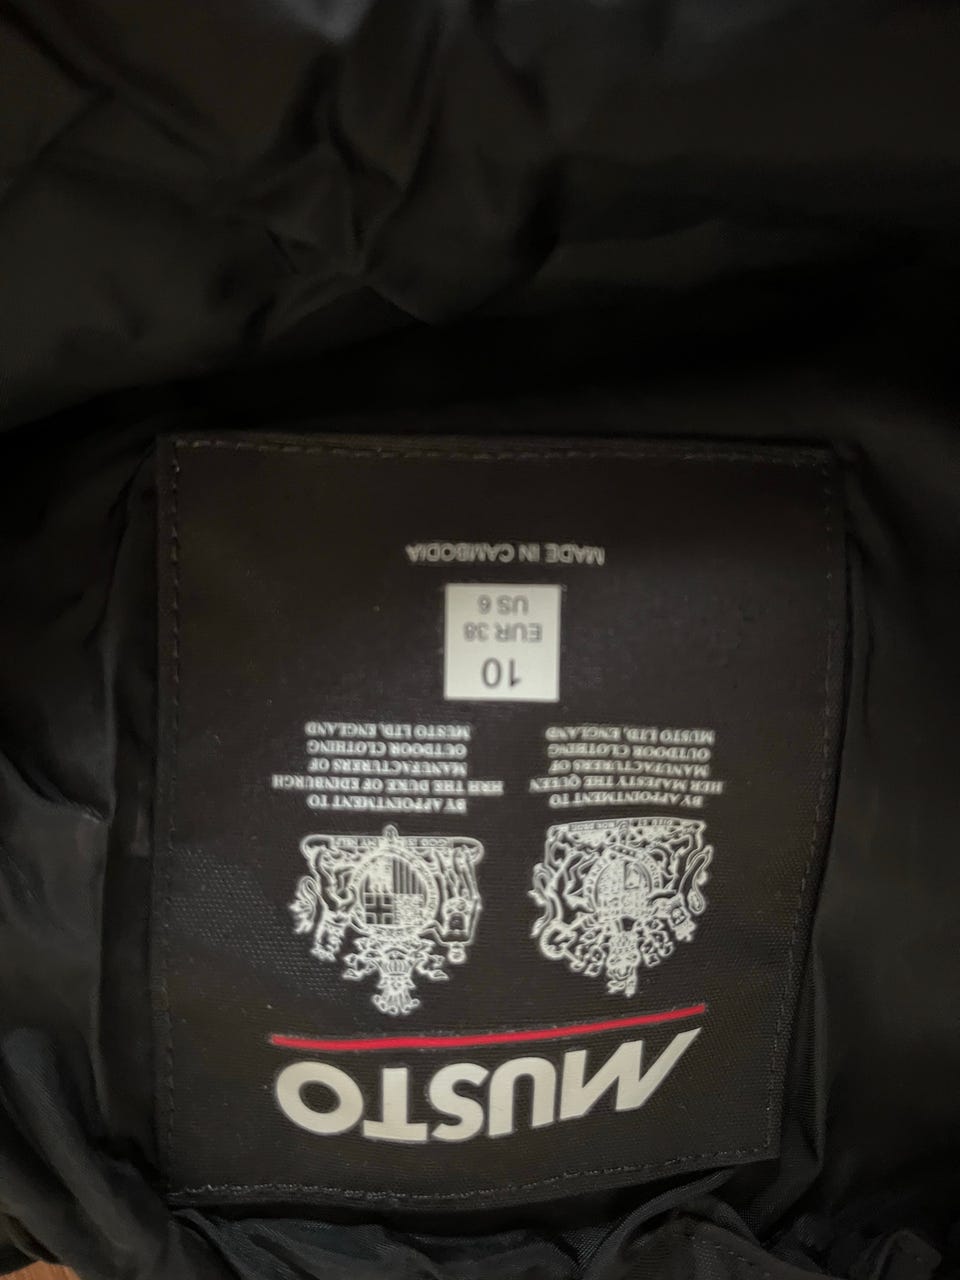 MUSTO
BY APPOINTMENT TO
HER MAJESTY THE QUEEN
MANUFACTURERS OF
OUTDOOR CLOTHING
MUSTO LTD, ENGLAND
BY APPOINTMENT TO
HRH THE DUKE OF EDINBURGH
MANUFACTURERS OF
OUTDOOR CLOTHING
MUSTO LTD, ENGLAND
10
EUR 38
US 6
MADE IN CAMBODIA